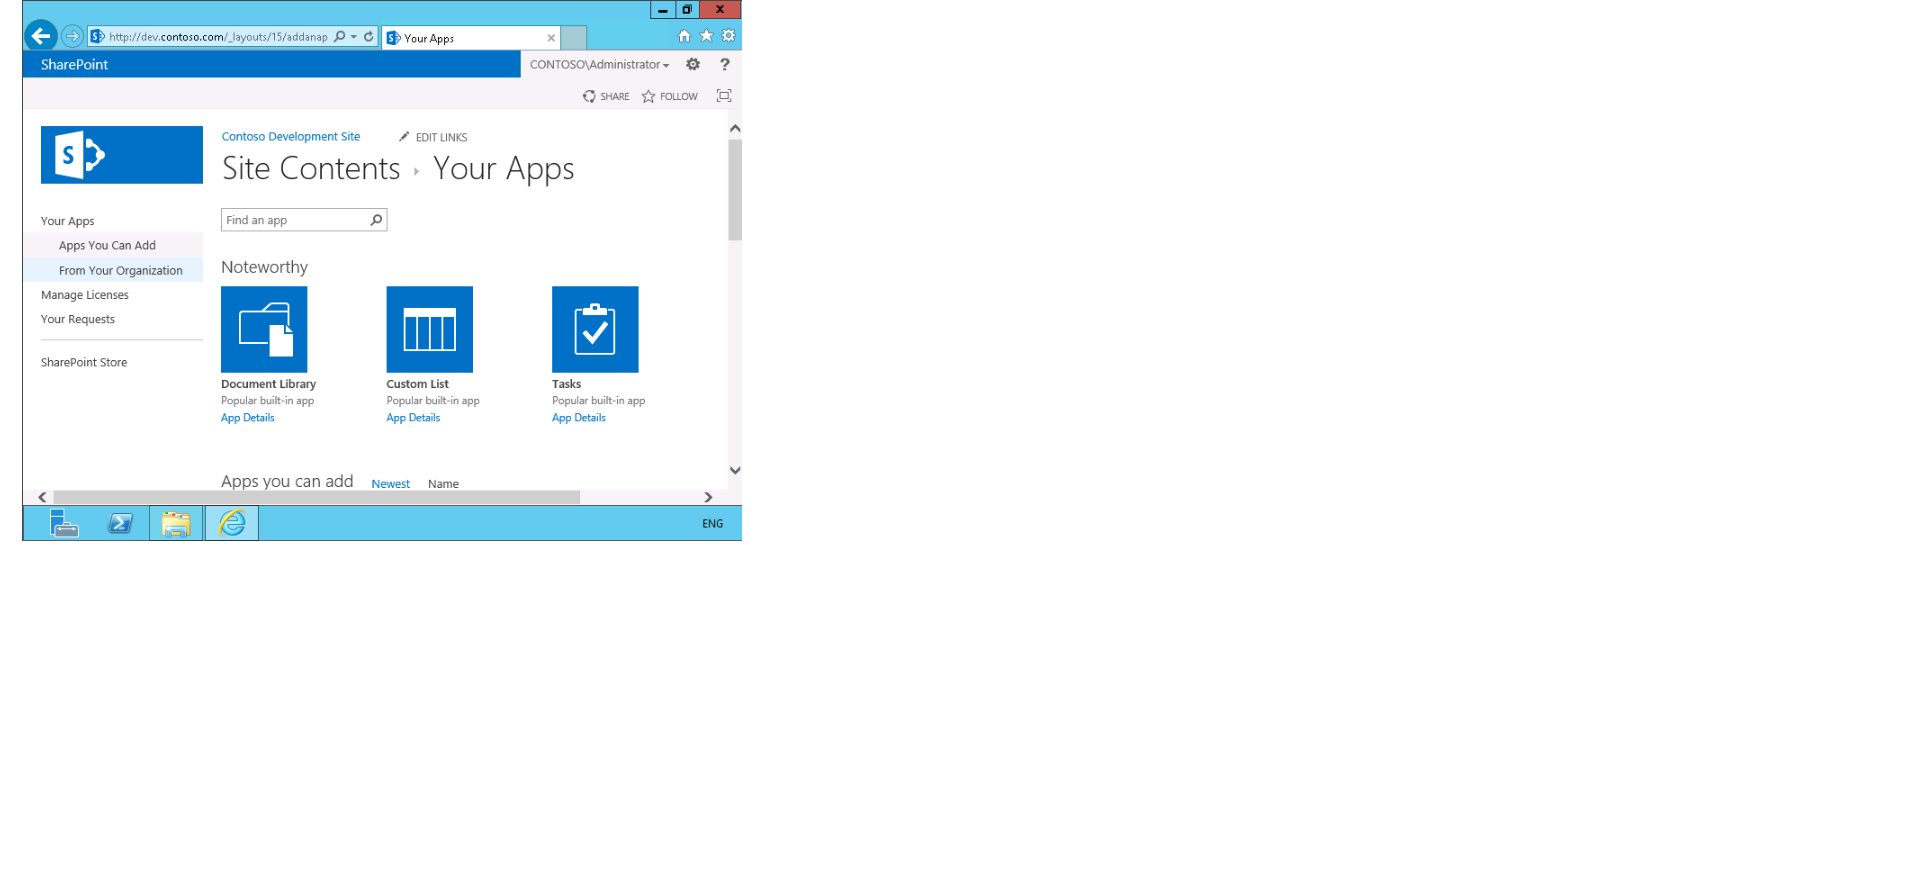 http://dev.contoso.com/_layouts/15/addanap
Your Apps
SharePoint
CONTOSO\Administrator
?
SHARE
FOLLOW
S
Contoso Development Site
EDIT LINKS
Site Contents
Your Apps
Find an app
Your Apps
Apps You Can Add
From Your Organization
Manage Licenses
Your Requests
SharePoint Store
Noteworthy
Document Library
Popular built-in app
App Details
Custom List
Popular built-in app
App Details
Tasks
Popular built-in app
App Details
Apps you can add
Newest
Name
ENG